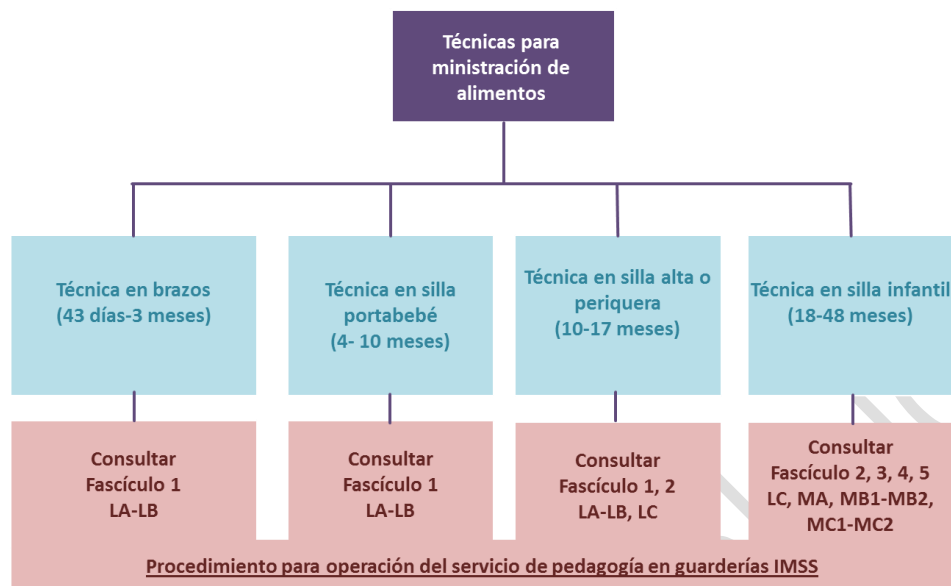 Técnicas para
ministración de
alimentos
Técnica en brazos
(43 días-3 meses)
Técnica en silla
portabebé
(4- 10 meses)
Técnica en silla alta o
periquera
(10-17 meses)
Técnica en silla infantil
(18-48 meses)
Consultar
Fascículo 1
LA-LB
Consultar
Fascículo 1
LA-LB
Consultar
Fascículo 1, 2
LA-LB, LC
Consultar
Fascículo 2, 3, 4, 5
LC, MA, MB1-MB2,
MC1-MC2
Procedimiento para operación del servicio de pedagogía en guarderías IMSS